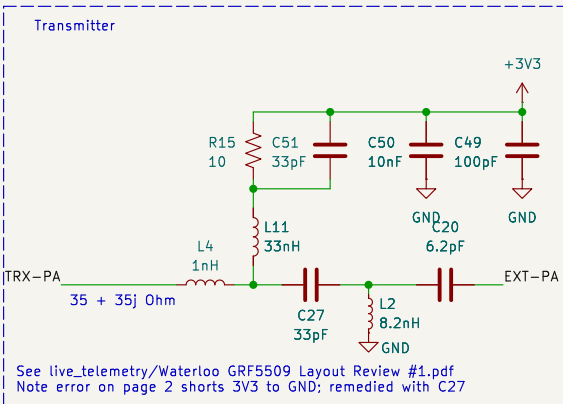 Transmitter
+3V3
R15
10
C51
33pF
C50
10nF
C49
100pF
L11
33nH
GND
GND
C20
6.2pF
L4
1nH
TRX-PA
EXT-PA
35 + 35j Ohm
C27
33pF
L2
8.2nH
GND
See live_telemetry/Waterloo GRF5509 Layout Review #1.pdf
Note error on page 2 shorts 3V3 to GND; remedied with C27